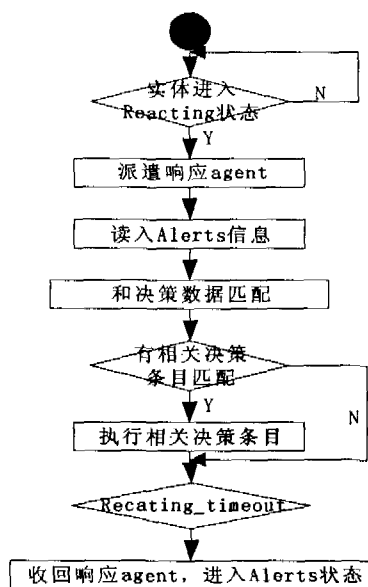 实体进入
N
Reacting状态
Y
派遣响应agent
读入Alerts信息
和决策数据匹配
有相关决策
条目匹配
Y
N
执行相关决策条目
Recating_timeout
收回响应agent, 进入Alerts状态